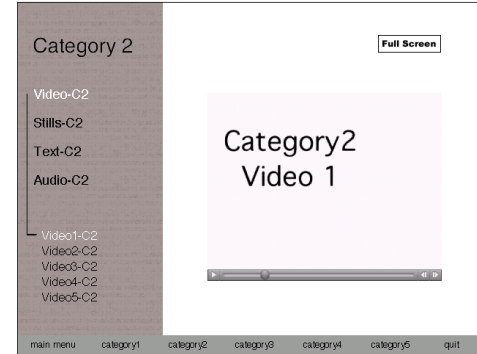 Category 2
Full Screen
Video-C2
Stills-C2
Text-C2
Audio-C2
Category2
Video 1
Video1-C2
Video2-C2
Video3-C2
Video4-C2
Video5-C2
main menu category1 category2 category3 category4 category5 quit